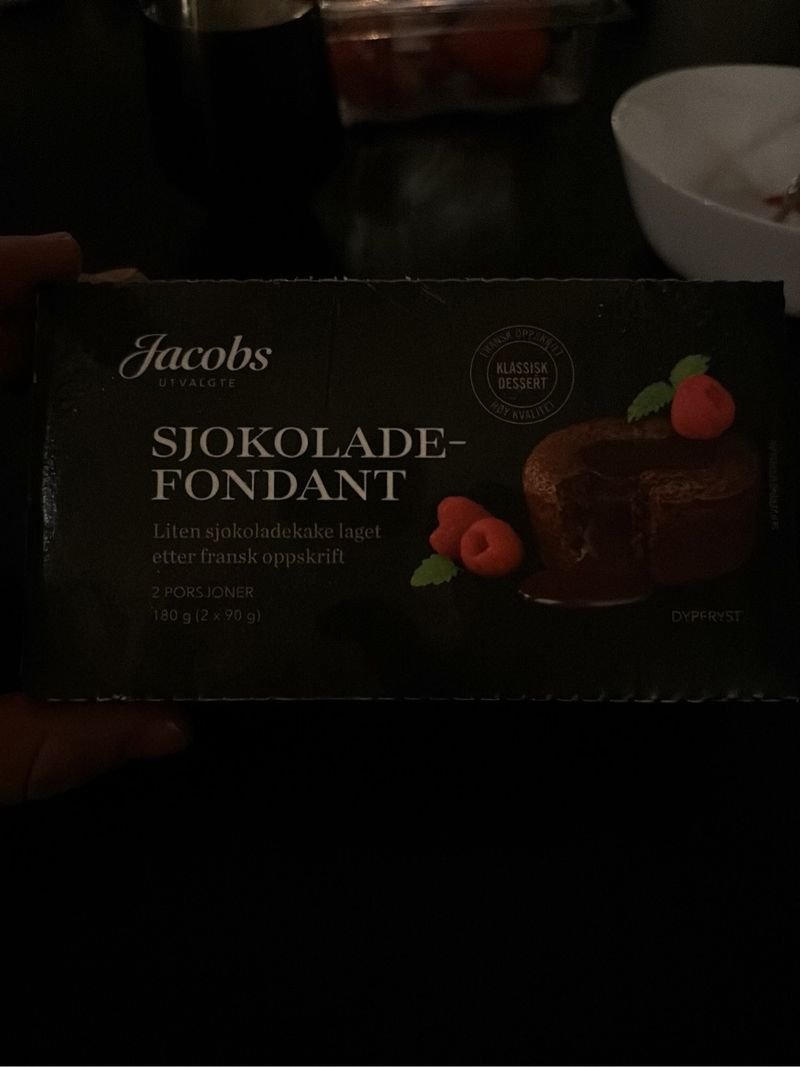 Jacobs
UTVALGTE
FRANSK OPPSKRIFT
KLASSISK
DESSERT
HØY KVALITET
SJOKOLADE-
FONDANT
Liten sjokoladekake laget
etter fransk oppskrift
2 PORSJONER
180 g (2 x 90 g)
DYPFRYST